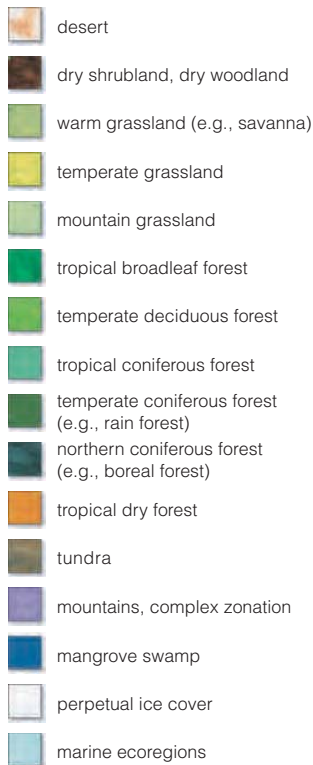 desert
dry shrubland, dry woodland
warm grassland (e.g., savanna)
temperate grassland
mountain grassland
tropical broadleaf forest
temperate deciduous forest
tropical coniferous forest
temperate coniferous forest
(e.g., rain forest)
northern coniferous forest
(e.g., boreal forest)
tropical dry forest
tundra
mountains, complex zonation
mangrove swamp
perpetual ice cover
marine ecoregions